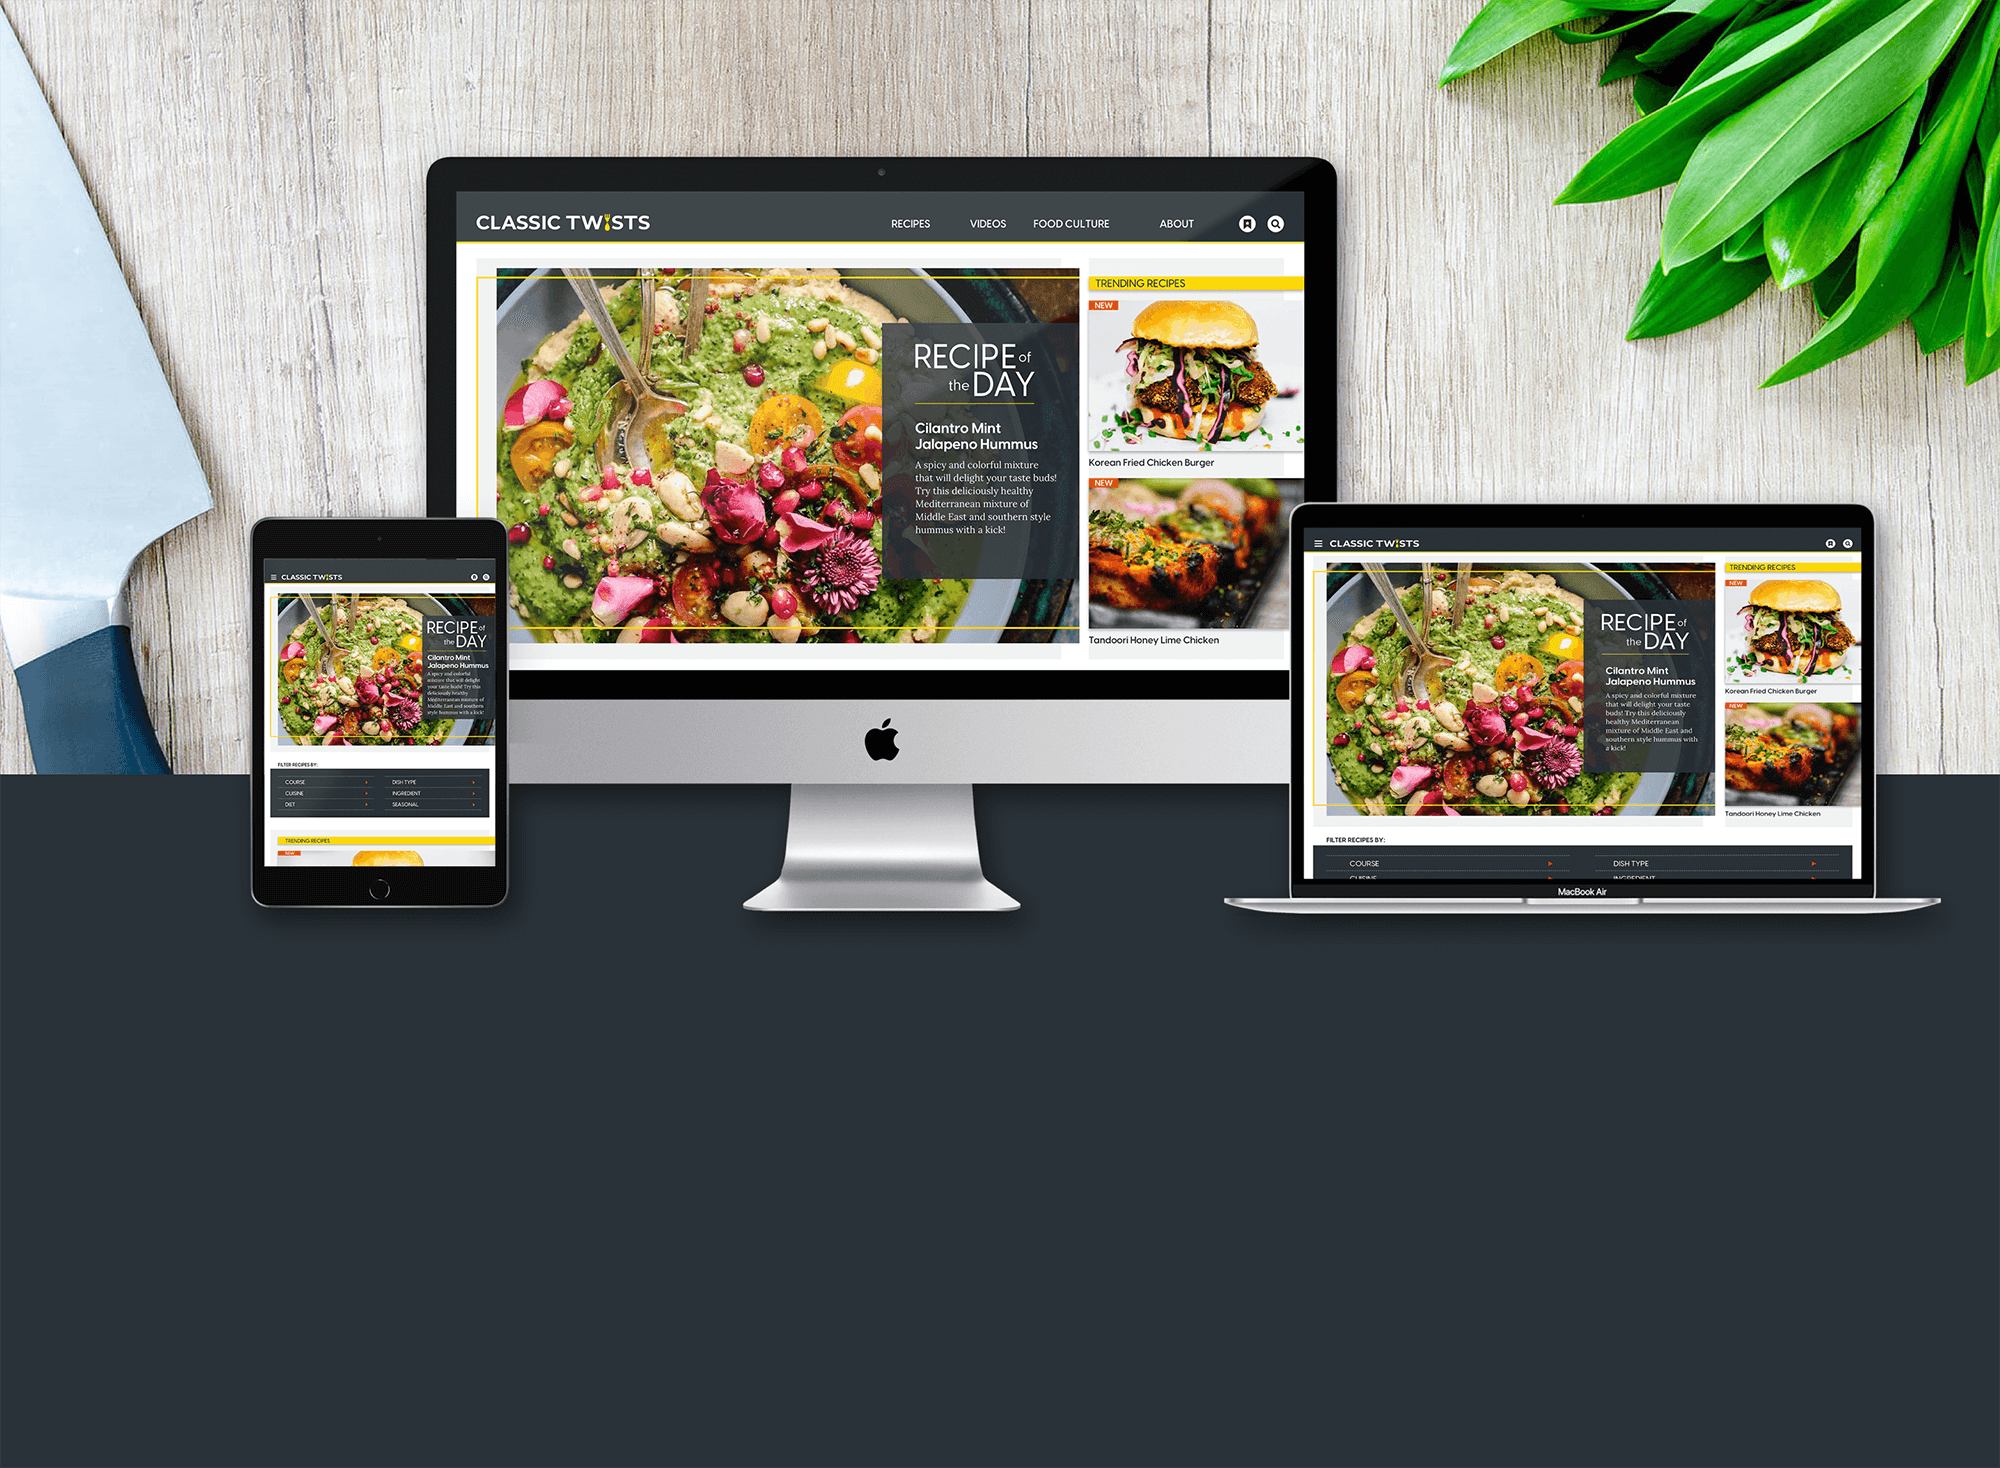 CLASSIC TWISTS
RECIPES
VIDEOS
FOOD CULTURE
ABOUT
RECIPE of
the DAY
Cilantro Mint
Jalapeno Hummus
A spicy and colorful mixture
that will delight your taste buds!
Try this deliciously healthy
Mediterranean mixture of
Middle East and southern style
hummus with a kick!
TRENDING RECIPES
NEW
Korean Fried Chicken Burger
NEW
Tandoori Honey Lime Chicken
CLASSIC TWISTS
RECIPE of
the DAY
Cilantro Mint
Jalapeno Hummus
A spicy and colorful
mixture that will delight
your taste buds! Try this
deliciously healthy
Mediterranean mixture of
Middle East and southern
style hummus with a kick!
FILTER RECIPES BY:
COURSE
DISH TYPE
CUISINE
INGREDIENT
DIET
SEASONAL
TRENDING RECIPES
NEW
CLASSIC TWISTS
RECIPE of
the DAY
Cilantro Mint
Jalapeno Hummus
A spicy and colorful mixture
that will delight your taste
buds! Try this deliciously
healthy Mediterranean
mixture of Middle East and
southern style hummus with
a kick!
TRENDING RECIPES
NEW
Korean Fried Chicken Burger
NEW
Tandoori Honey Lime Chicken
FILTER RECIPES BY:
COURSE
DISH TYPE
CUISINE
INGREDIENT
MacBook Air